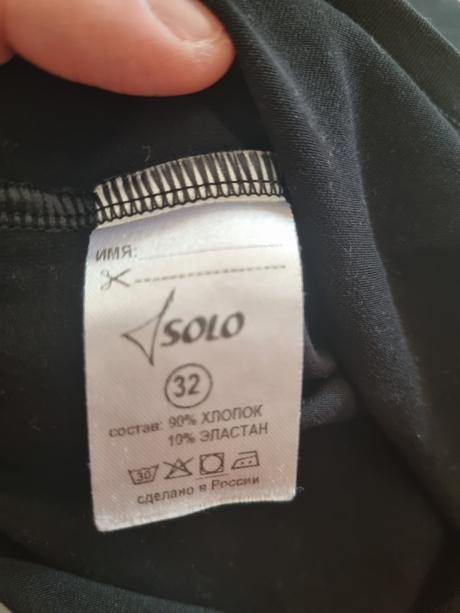 ИМЯ:
SOLO
32
состав: 90% ХЛОПОК
10% ЭЛАСТАН
30
сделано в России